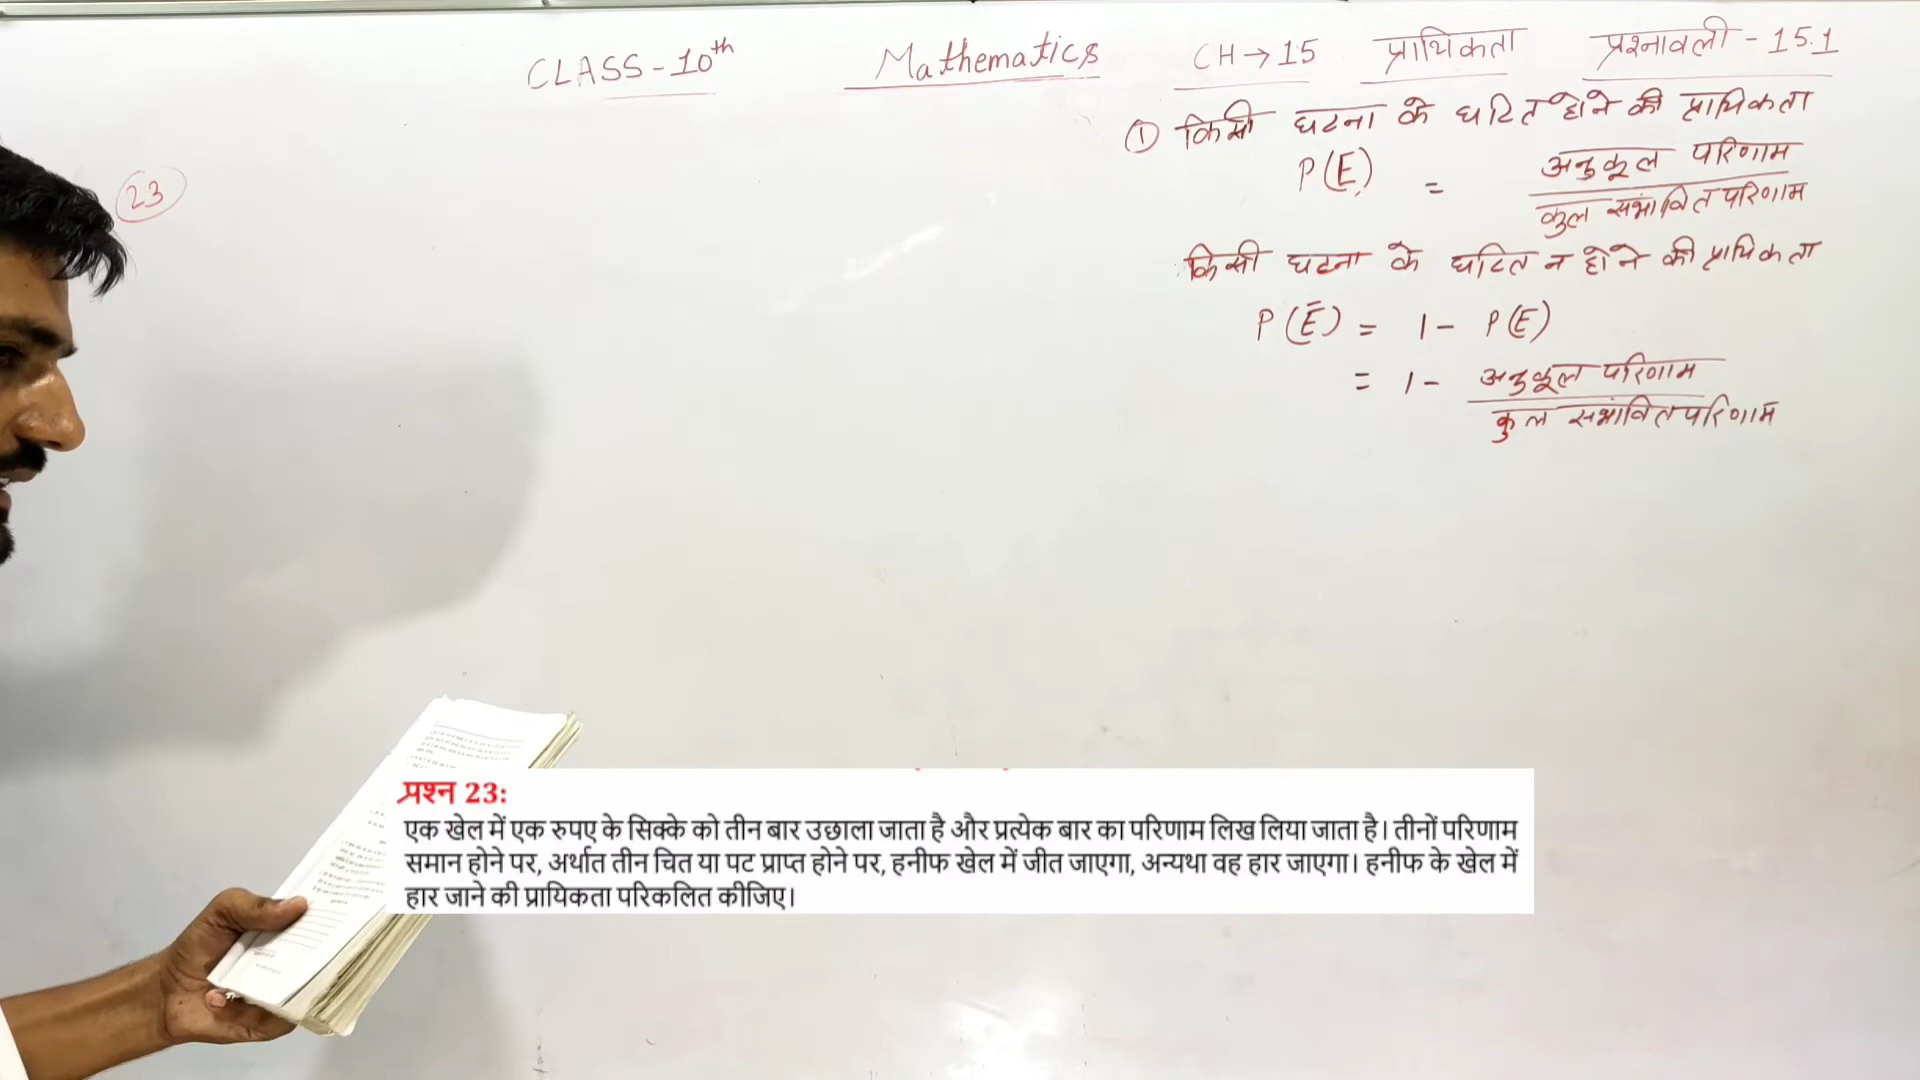 CLASS-10th Mathematics CH→15 प्रायिकता प्रश्नावली-15.1
① किसी घटना के घटित होने की प्रायिकता
P(E) = अनुकूल परिणाम / कुल सभांवित परिणाम
किसी घटना के घटित न होने की प्रायिकता
P(Ē) = 1 - P(E)
= 1 - अनुकूल परिणाम / कुल सभांवित परिणाम
23
प्रश्न 23:
एक खेल में एक रुपए के सिक्के को तीन बार उछाला जाता है और प्रत्येक बार का परिणाम लिख लिया जाता है। तीनों परिणाम
समान होने पर, अर्थात तीन चित या पट प्राप्त होने पर, हनीफ खेल में जीत जाएगा, अन्यथा वह हार जाएगा। हनीफ के खेल में
हार जाने की प्रायिकता परिकलित कीजिए।